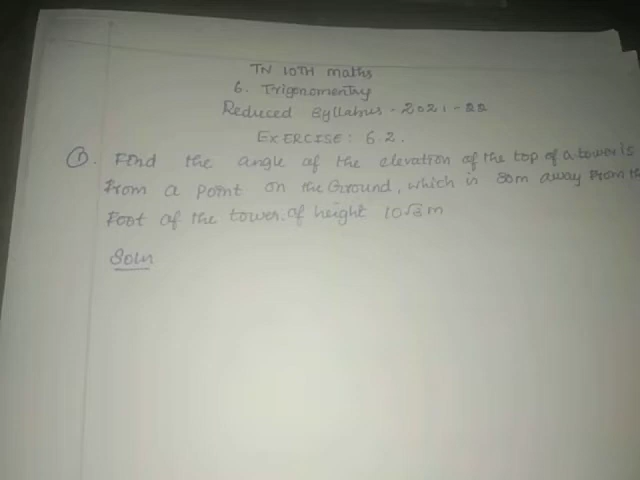 TN 10TH maths
6. Trigonomentry
Reduced Syllabus - 2021-22
EXERCISE: 6.2.
①. Find the angle of the elevation of the top of a tower is
from a point on the Ground, which is 30m away from th
foot of the tower. of height 10√3 m
Soln